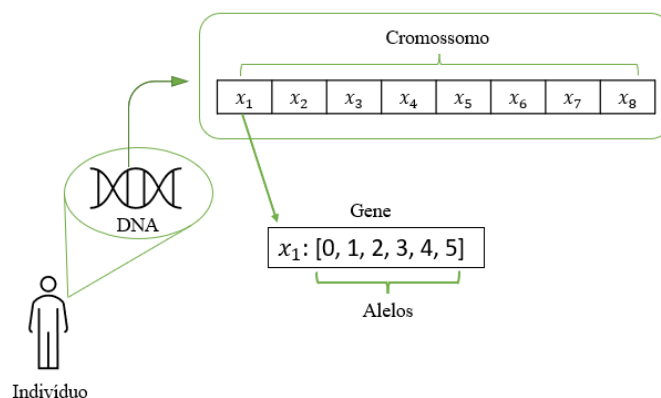 Cromossomo
x₁ x₂ x₃ x₄ x₅ x₆ x₇ x₈
DNA
Gene
x₁: [0, 1, 2, 3, 4, 5]
Alelos
Indivíduo